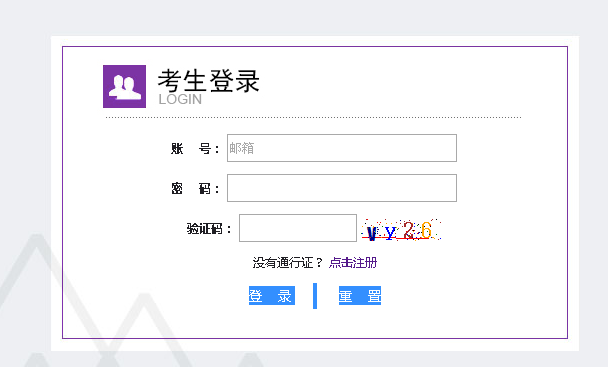 考生登录
LOGIN
账 号： 邮箱
密 码：
验证码： vy26
没有通行证？ 点击注册
登 录 重 置